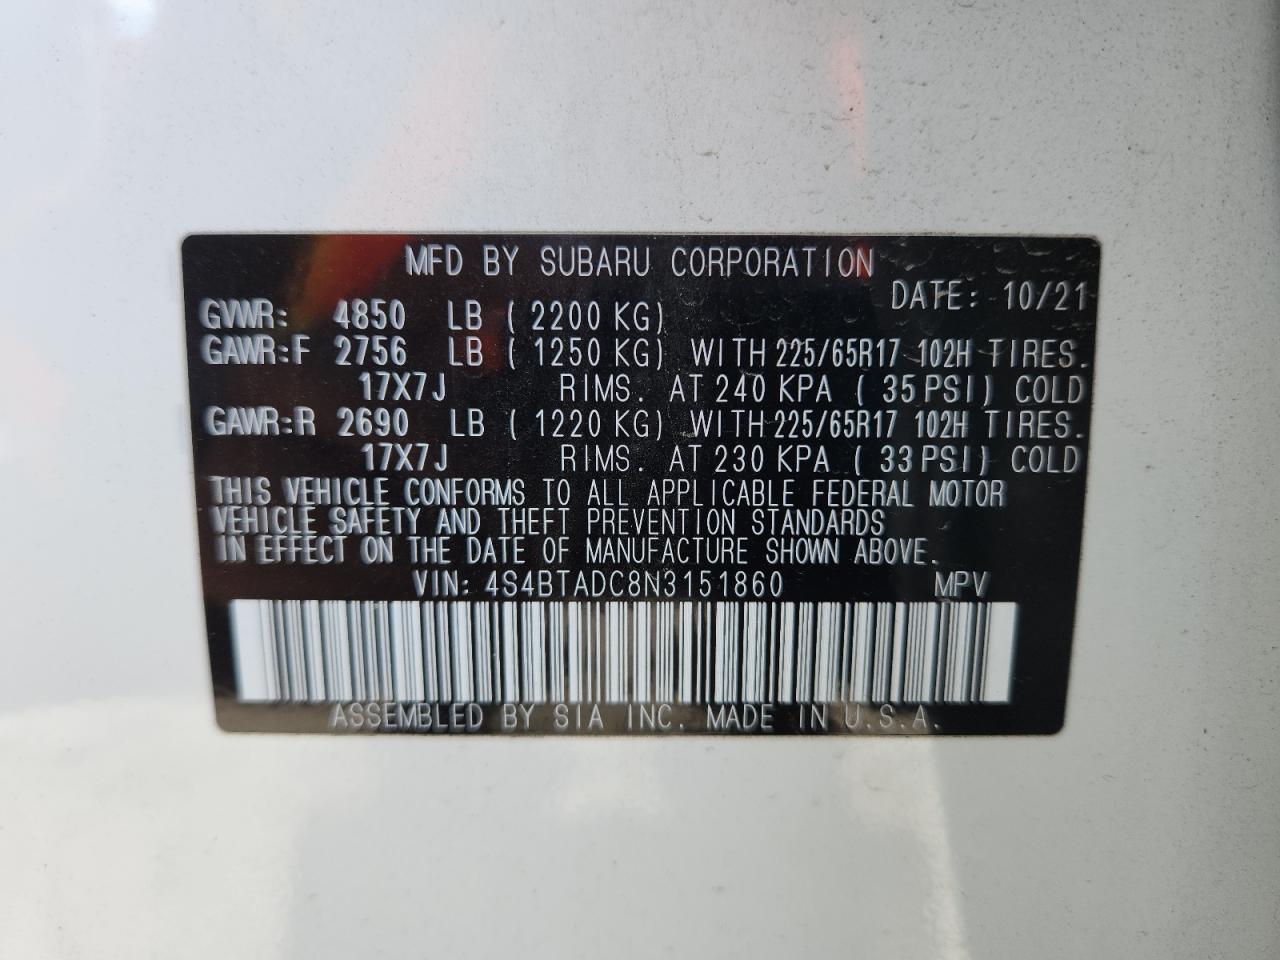 MFD BY SUBARU CORPORATION
DATE: 10/21
GVWR: 4850 LB ( 2200 KG)
GAWR:F 2756 LB ( 1250 KG) WITH 225/65R17 102H TIRES.
17X7J RIMS. AT 240 KPA ( 35 PSI) COLD
GAWR:R 2690 LB ( 1220 KG) WITH 225/65R17 102H TIRES.
17X7J RIMS. AT 230 KPA ( 33 PSI) COLD
THIS VEHICLE CONFORMS TO ALL APPLICABLE FEDERAL MOTOR
VEHICLE SAFETY AND THEFT PREVENTION STANDARDS
IN EFFECT ON THE DATE OF MANUFACTURE SHOWN ABOVE.
VIN: 4S4BTADC8N3151860 MPV
ASSEMBLED BY SIA INC. MADE IN U.S.A.